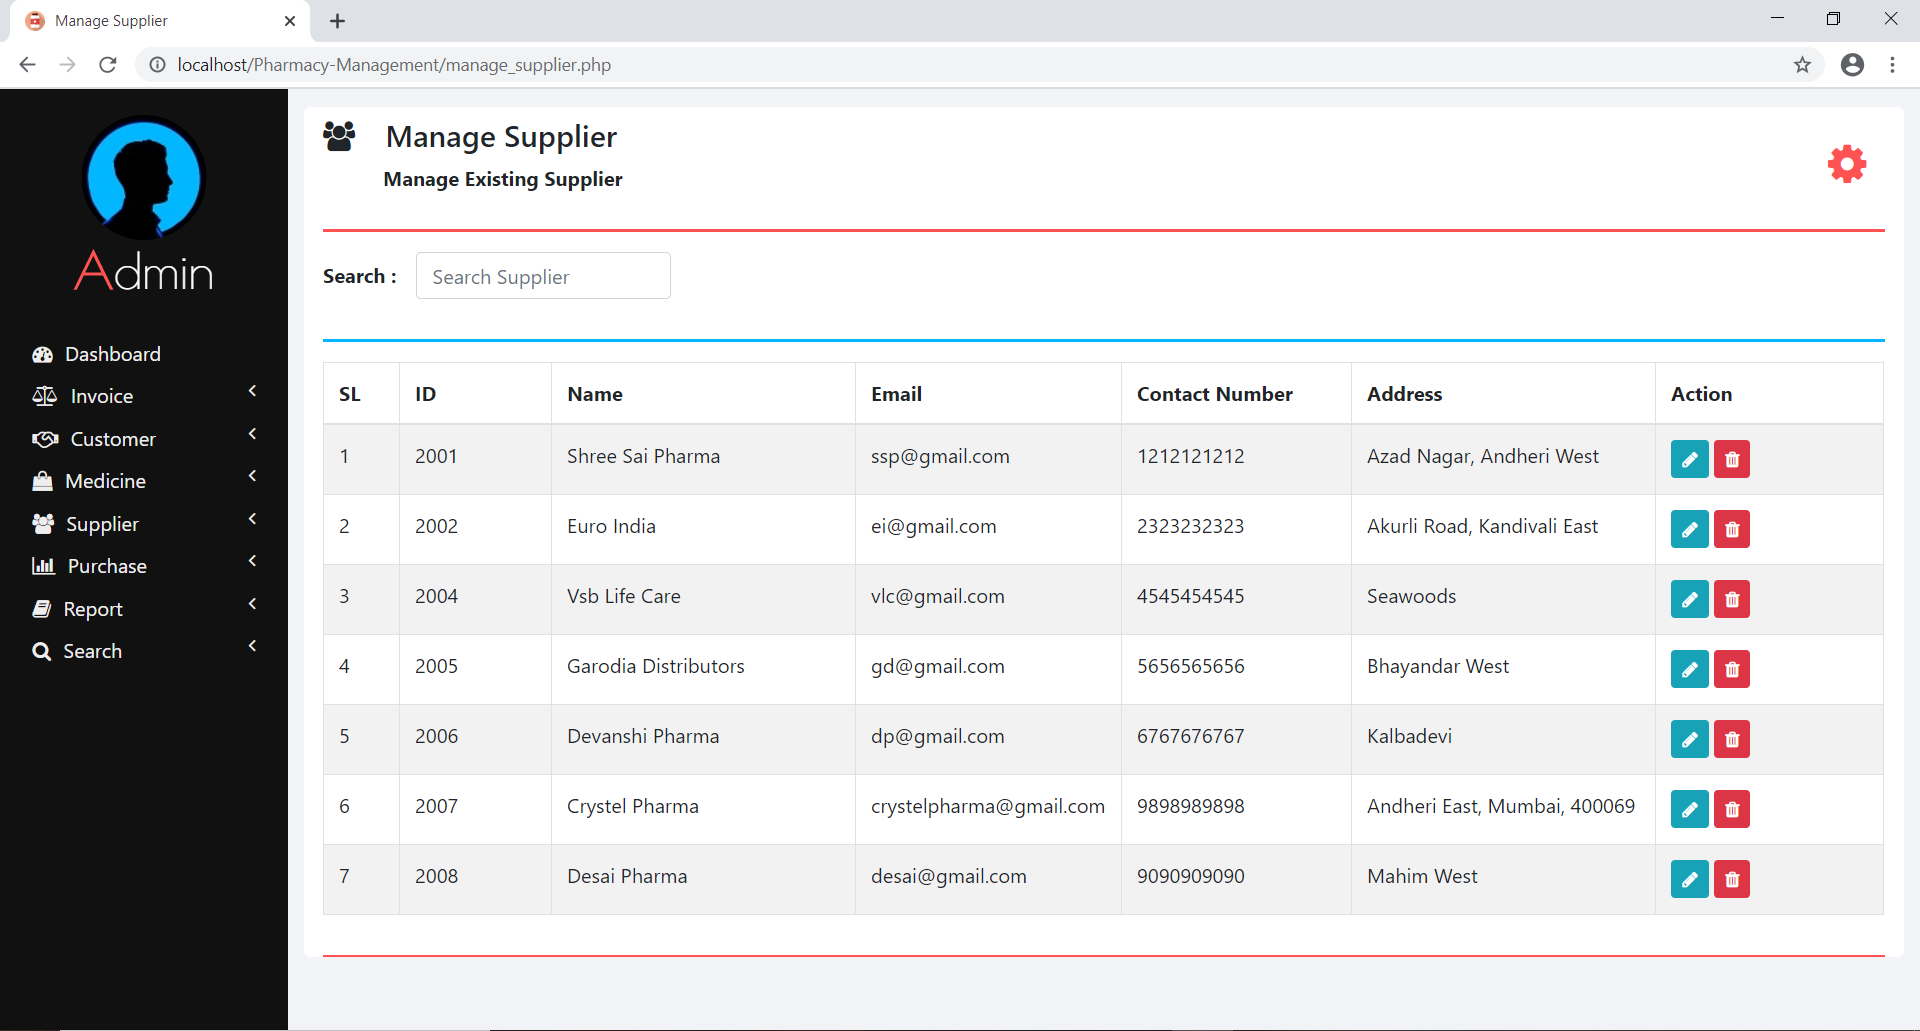 Manage Supplier
localhost/Pharmacy-Management/manage_supplier.php
Admin
Dashboard
Invoice
Customer
Medicine
Supplier
Purchase
Report
Search
Manage Supplier
Manage Existing Supplier
Search : Search Supplier
SL ID Name Email Contact Number Address Action
1 2001 Shree Sai Pharma ssp@gmail.com 1212121212 Azad Nagar, Andheri West
2 2002 Euro India ei@gmail.com 2323232323 Akurli Road, Kandivali East
3 2004 Vsb Life Care vlc@gmail.com 4545454545 Seawoods
4 2005 Garodia Distributors gd@gmail.com 5656565656 Bhayandar West
5 2006 Devanshi Pharma dp@gmail.com 6767676767 Kalbadevi
6 2007 Crystel Pharma crystelpharma@gmail.com 9898989898 Andheri East, Mumbai, 400069
7 2008 Desai Pharma desai@gmail.com 9090909090 Mahim West